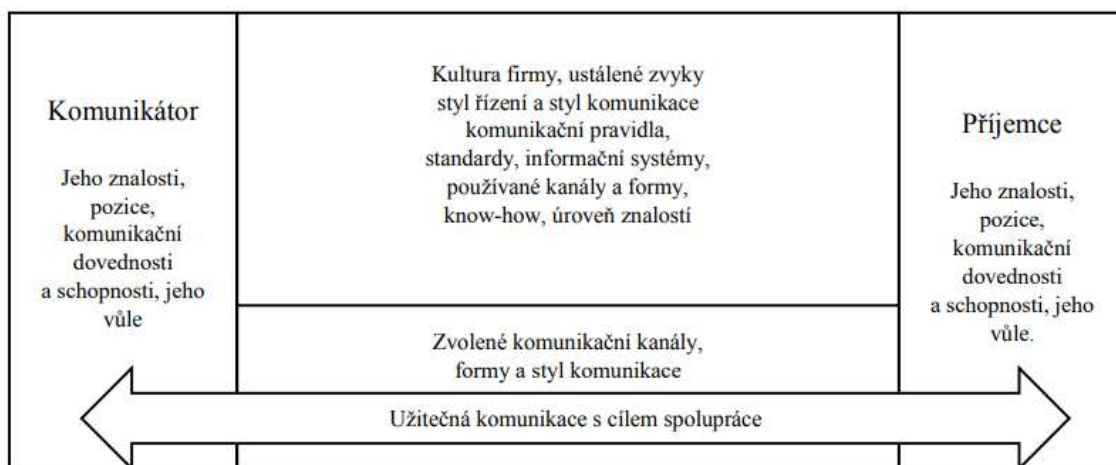 Komunikátor
Jeho znalosti,
pozice,
komunikační
dovednosti
a schopnosti, jeho
vůle
Kultura firmy, ustálené zvyky
styl řízení a styl komunikace
komunikační pravidla,
standardy, informační systémy,
používané kanály a formy,
know-how, úroveň znalostí
Zvolené komunikační kanály,
formy a styl komunikace
Příjemce
Jeho znalosti,
pozice,
komunikační
dovednosti
a schopnosti, jeho
vůle.
Užitečná komunikace s cílem spolupráce